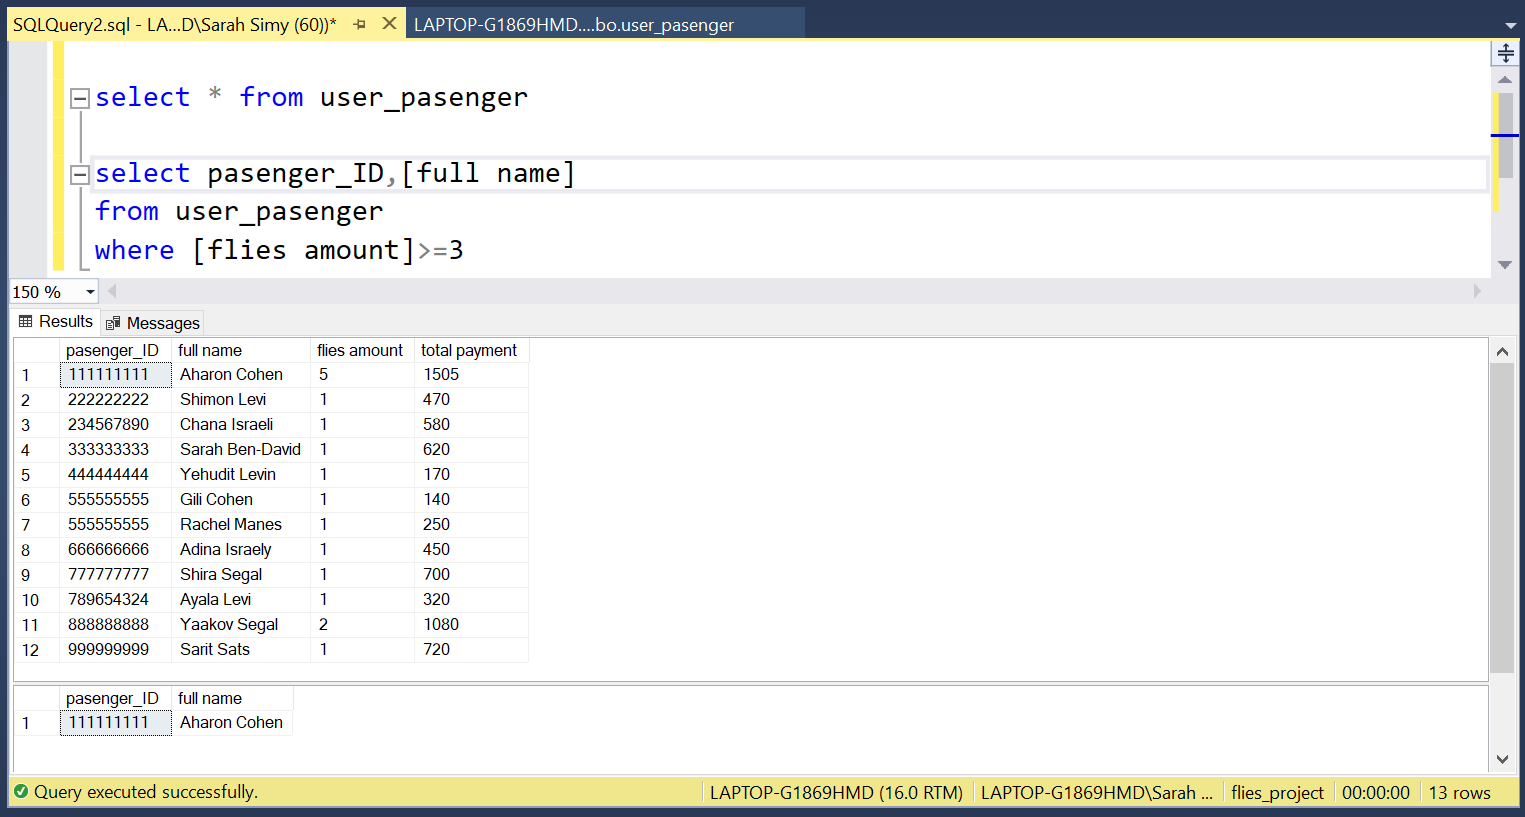 SQLQuery2.sql - LA...D\Sarah Simy (60))* LAPTOP-G1869HMD....bo.user_pasenger
select * from user_pasenger
select pasenger_ID,[full name]
from user_pasenger
where [flies amount]>=3
150 %
Results Messages
pasenger_ID full name flies amount total payment
1 111111111 Aharon Cohen 5 1505
2 222222222 Shimon Levi 1 470
3 234567890 Chana Israeli 1 580
4 333333333 Sarah Ben-David 1 620
5 444444444 Yehudit Levin 1 170
6 555555555 Gili Cohen 1 140
7 555555555 Rachel Manes 1 250
8 666666666 Adina Israely 1 450
9 777777777 Shira Segal 1 700
10 789654324 Ayala Levi 1 320
11 888888888 Yaakov Segal 2 1080
12 999999999 Sarit Sats 1 720
pasenger_ID full name
1 111111111 Aharon Cohen
Query executed successfully. LAPTOP-G1869HMD (16.0 RTM) LAPTOP-G1869HMD\Sarah ... flies_project 00:00:00 13 rows